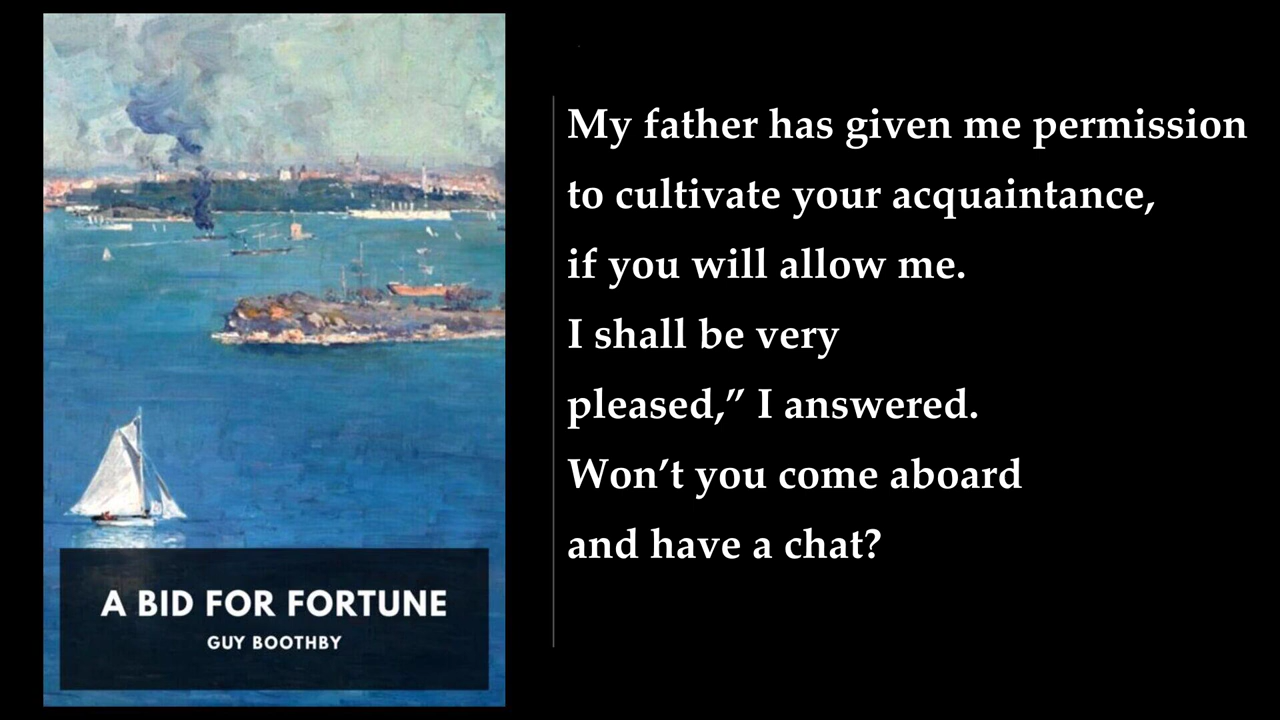 A BID FOR FORTUNE
GUY BOOTHBY
My father has given me permission
to cultivate your acquaintance,
if you will allow me.
I shall be very
pleased,” I answered.
Won’t you come aboard
and have a chat?